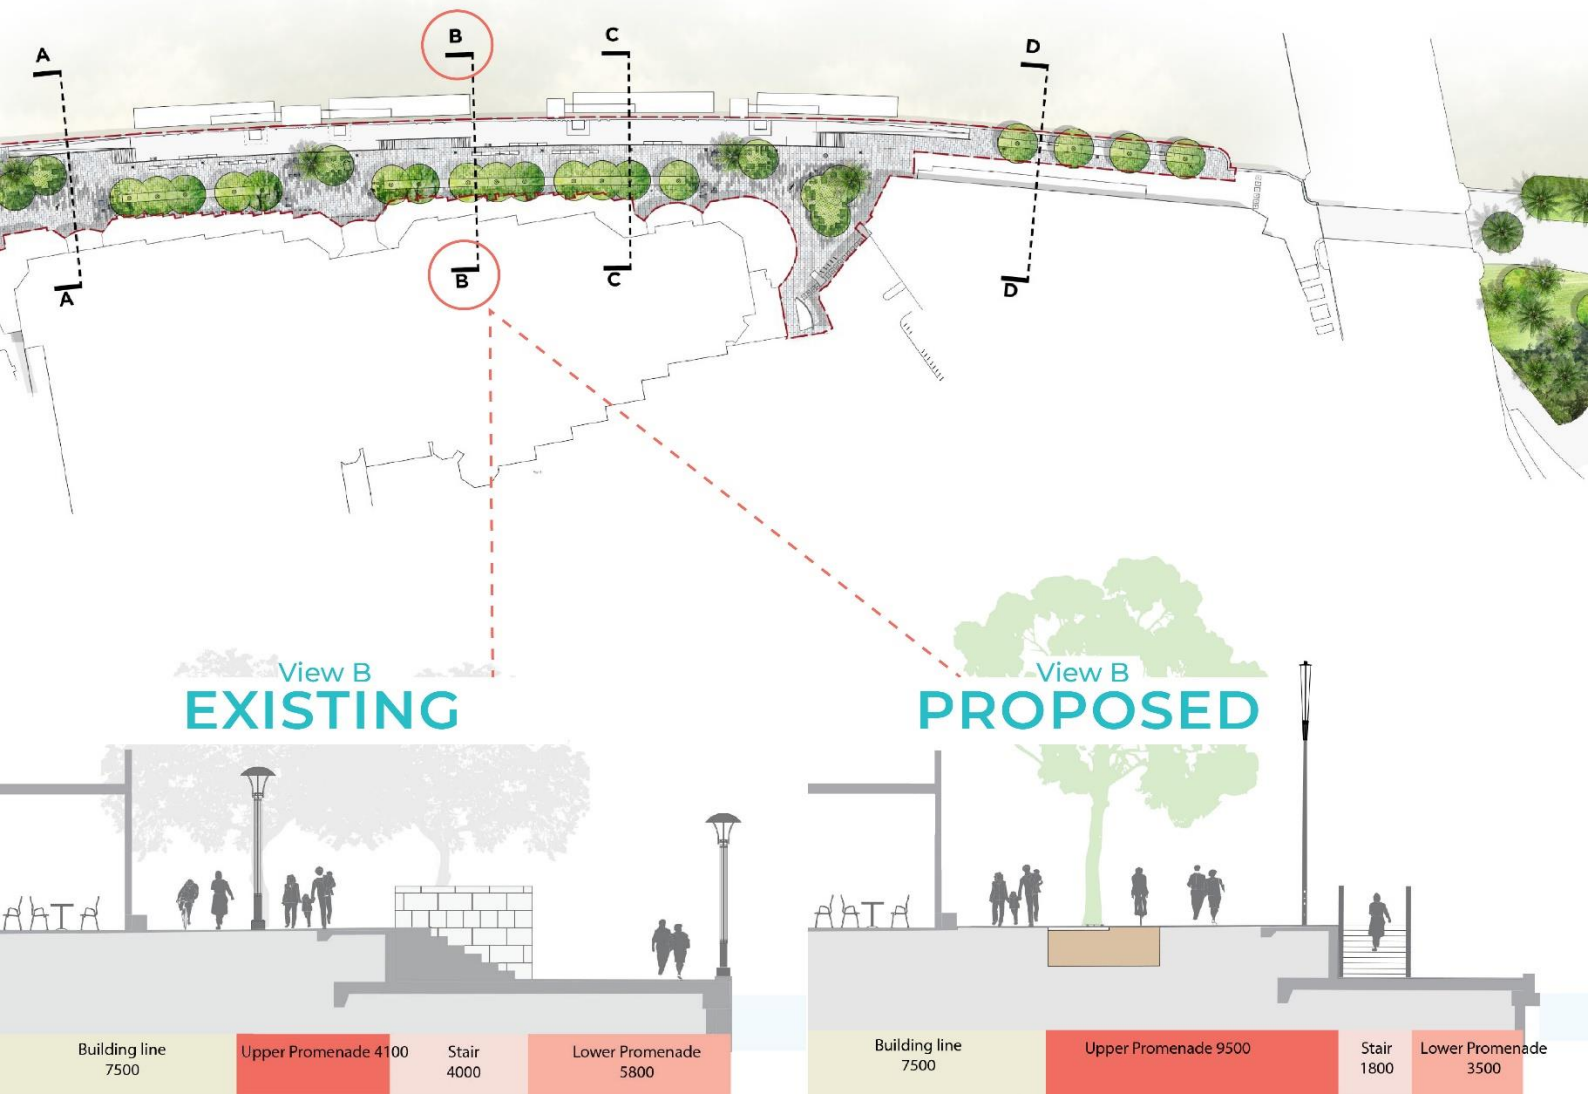 A
B
C
D
A
B
C
D
View B
EXISTING
View B
PROPOSED
Building line
7500
Upper Promenade 4100
Stair
4000
Lower Promenade
5800
Building line
7500
Upper Promenade 9500
Stair
1800
Lower Promenade
3500